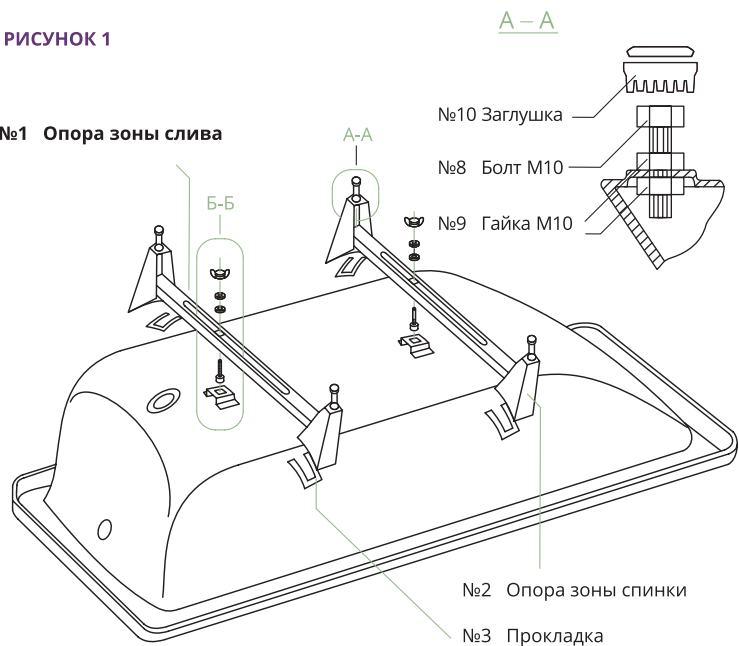 РИСУНОК 1
А – А
№10 Заглушка
№1 Опора зоны слива
А-А
№8 Болт М10
Б-Б
№9 Гайка М10
№2 Опора зоны спинки
№3 Прокладка